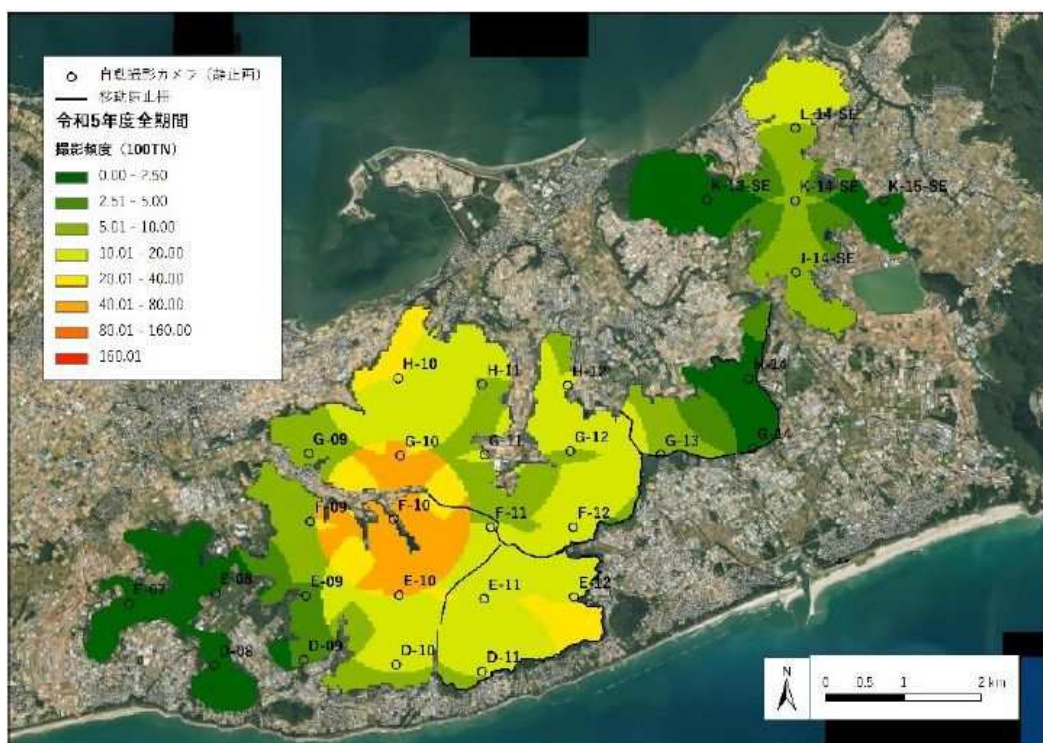 自動撮影カメラ（静止画）
移動防止柵
令和5年度全期間
撮影頻度（100TN）
0.00 - 2.50
2.51 - 5.00
5.01 - 10.00
10.01 - 20.00
20.01 - 40.00
40.01 - 80.00
80.01 - 160.00
160.01
L-14-SE
K-13-SE
K-14-SE
K-15-SE
J-14-SE
H-10
H-11
H-12
H-14
G-09
G-10
G-11
G-12
G-13
G-14
F-09
F-10
F-11
F-12
E-07
E-08
E-09
E-10
E-11
E-12
D-08
D-09
D-10
D-11
N
0 0.5 1 2 km